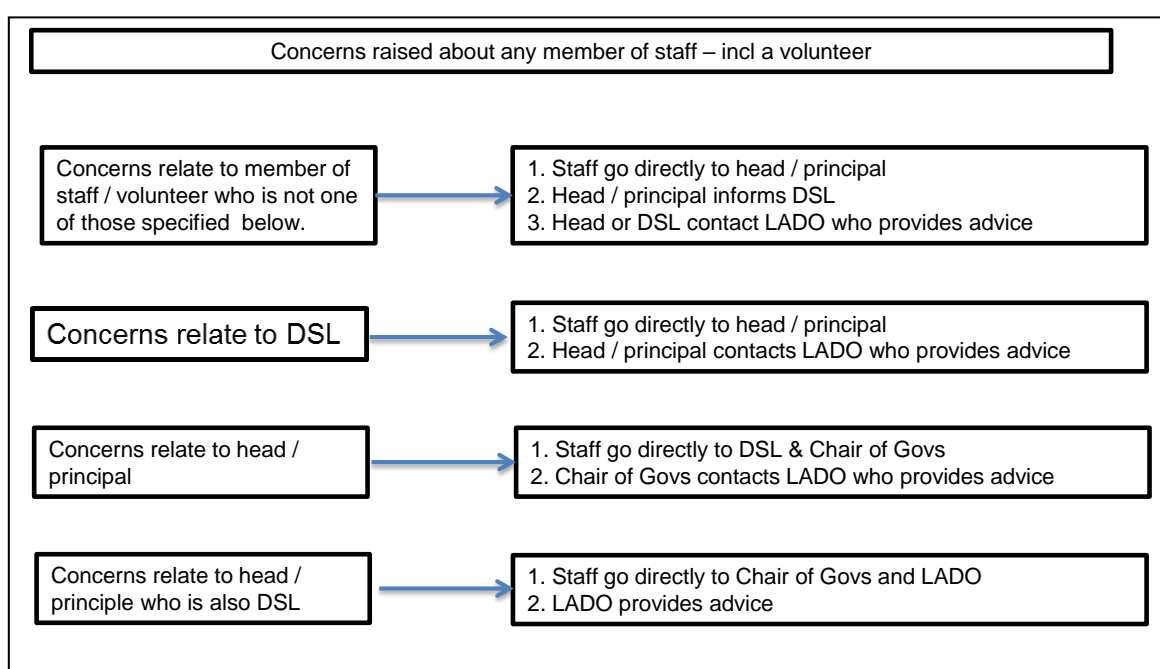 Concerns raised about any member of staff – incl a volunteer
Concerns relate to member of
staff / volunteer who is not one
of those specified below.
1. Staff go directly to head / principal
2. Head / principal informs DSL
3. Head or DSL contact LADO who provides advice
Concerns relate to DSL
1. Staff go directly to head / principal
2. Head / principal contacts LADO who provides advice
Concerns relate to head /
principal
1. Staff go directly to DSL & Chair of Govs
2. Chair of Govs contacts LADO who provides advice
Concerns relate to head /
principle who is also DSL
1. Staff go directly to Chair of Govs and LADO
2. LADO provides advice